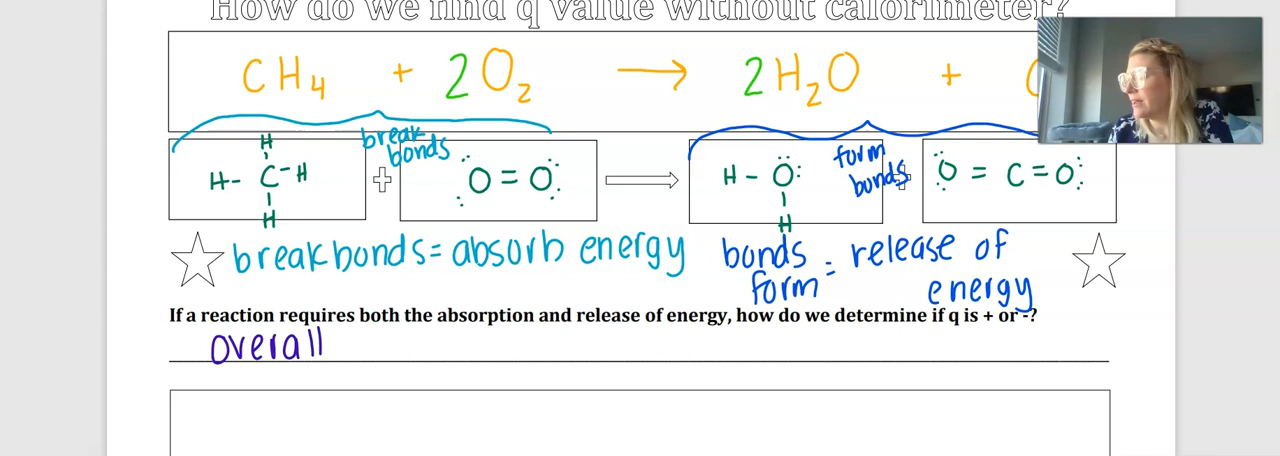 How do we find q value without calorimeter?
CH₄ + 2O₂ → 2H₂O +
break bonds
form bonds
H
H - C - H + O = O → H - O + O = C = O
H H
break bonds = absorb energy
bonds form = release of energy
If a reaction requires both the absorption and release of energy, how do we determine if q is + or -?
overall